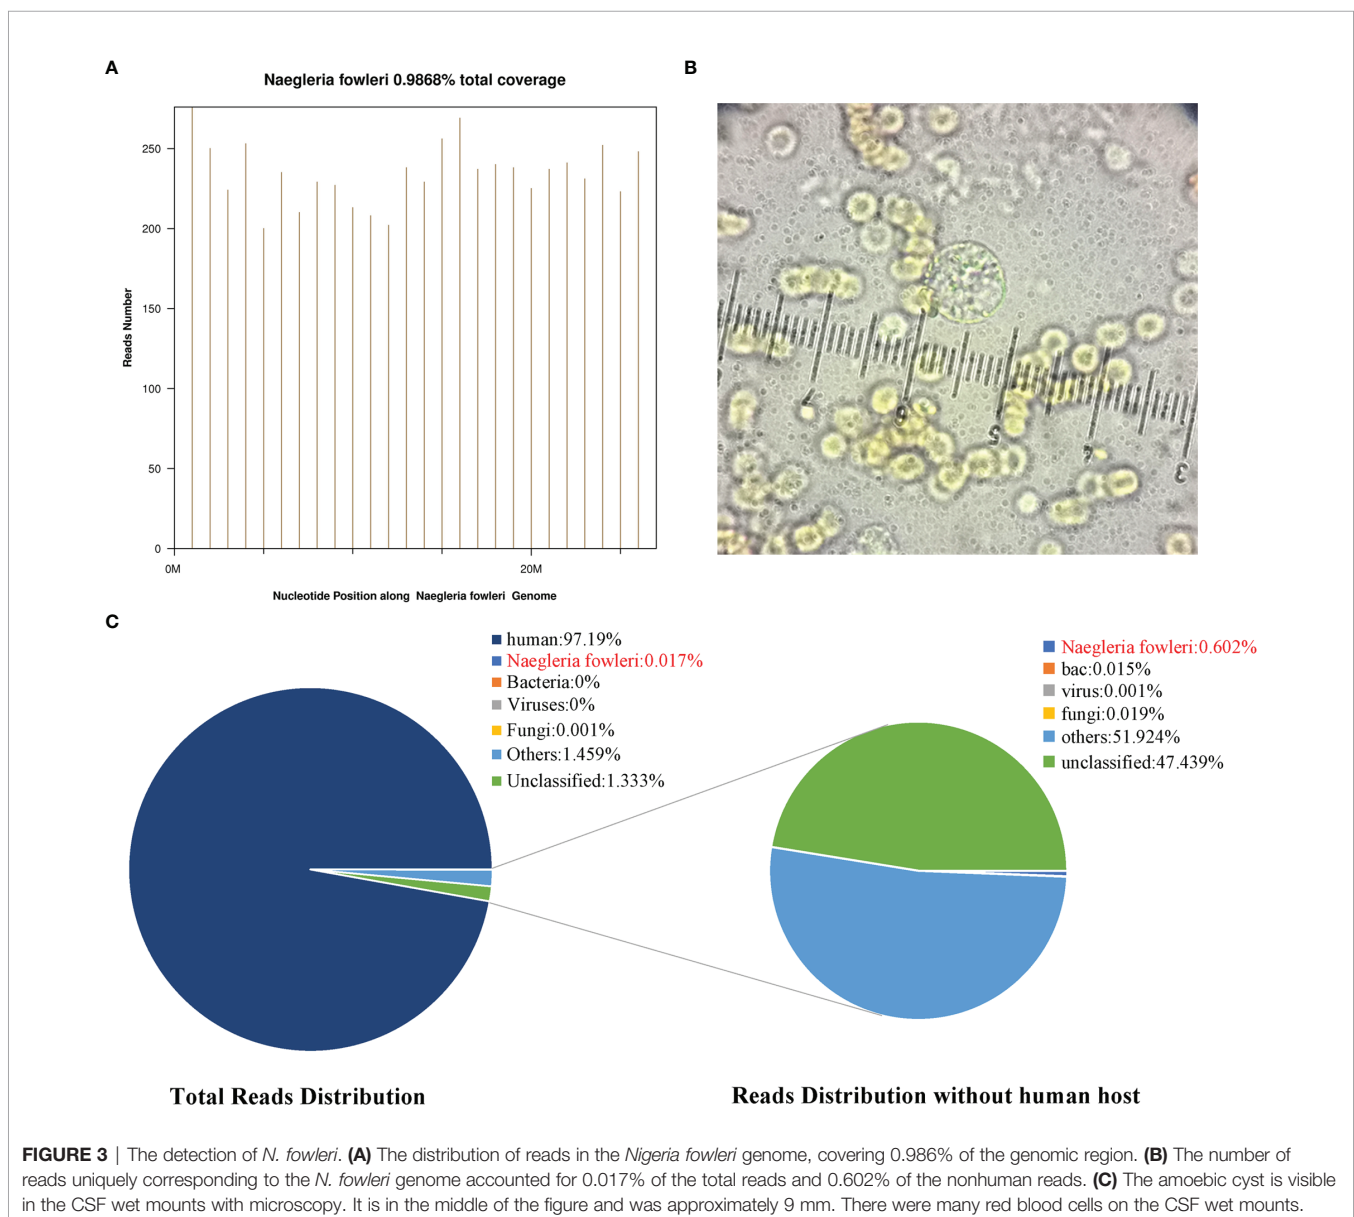 A
Naegleria fowleri 0.9868% total coverage
Reads Number
250
200
150
100
50
0
0M
20M
Nucleotide Position along Naegleria fowleri Genome
B
7
6
5
4
3
C
human:97.19%
Naegleria fowleri:0.017%
Bacteria:0%
Viruses:0%
Fungi:0.001%
Others:1.459%
Unclassified:1.333%
Naegleria fowleri:0.602%
bac:0.015%
virus:0.001%
fungi:0.019%
others:51.924%
unclassified:47.439%
Total Reads Distribution
Reads Distribution without human host
FIGURE 3 | The detection of N. fowleri. (A) The distribution of reads in the Nigeria fowleri genome, covering 0.986% of the genomic region. (B) The number of
reads uniquely corresponding to the N. fowleri genome accounted for 0.017% of the total reads and 0.602% of the nonhuman reads. (C) The amoebic cyst is visible
in the CSF wet mounts with microscopy. It is in the middle of the figure and was approximately 9 mm. There were many red blood cells on the CSF wet mounts.